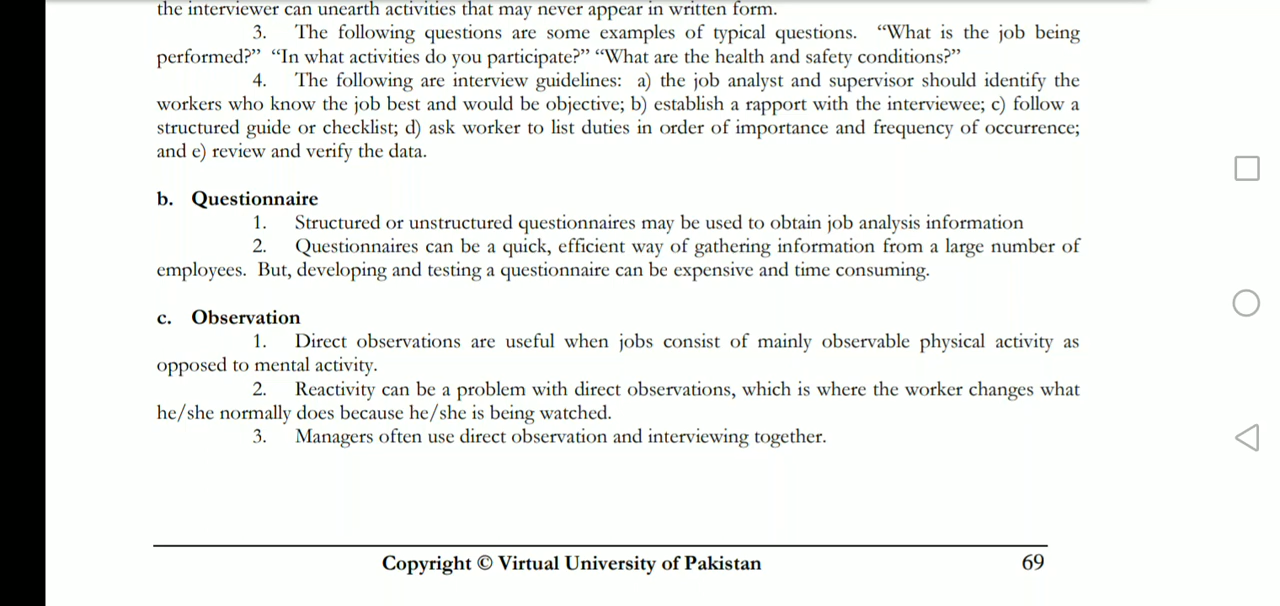 the interviewer can unearth activities that may never appear in written form.
3. The following questions are some examples of typical questions. “What is the job being
performed?” “In what activities do you participate?” “What are the health and safety conditions?”
4. The following are interview guidelines: a) the job analyst and supervisor should identify the
workers who know the job best and would be objective; b) establish a rapport with the interviewee; c) follow a
structured guide or checklist; d) ask worker to list duties in order of importance and frequency of occurrence;
and e) review and verify the data.
b. Questionnaire
1. Structured or unstructured questionnaires may be used to obtain job analysis information
2. Questionnaires can be a quick, efficient way of gathering information from a large number of
employees. But, developing and testing a questionnaire can be expensive and time consuming.
c. Observation
1. Direct observations are useful when jobs consist of mainly observable physical activity as
opposed to mental activity.
2. Reactivity can be a problem with direct observations, which is where the worker changes what
he/she normally does because he/she is being watched.
3. Managers often use direct observation and interviewing together.
Copyright © Virtual University of Pakistan 69